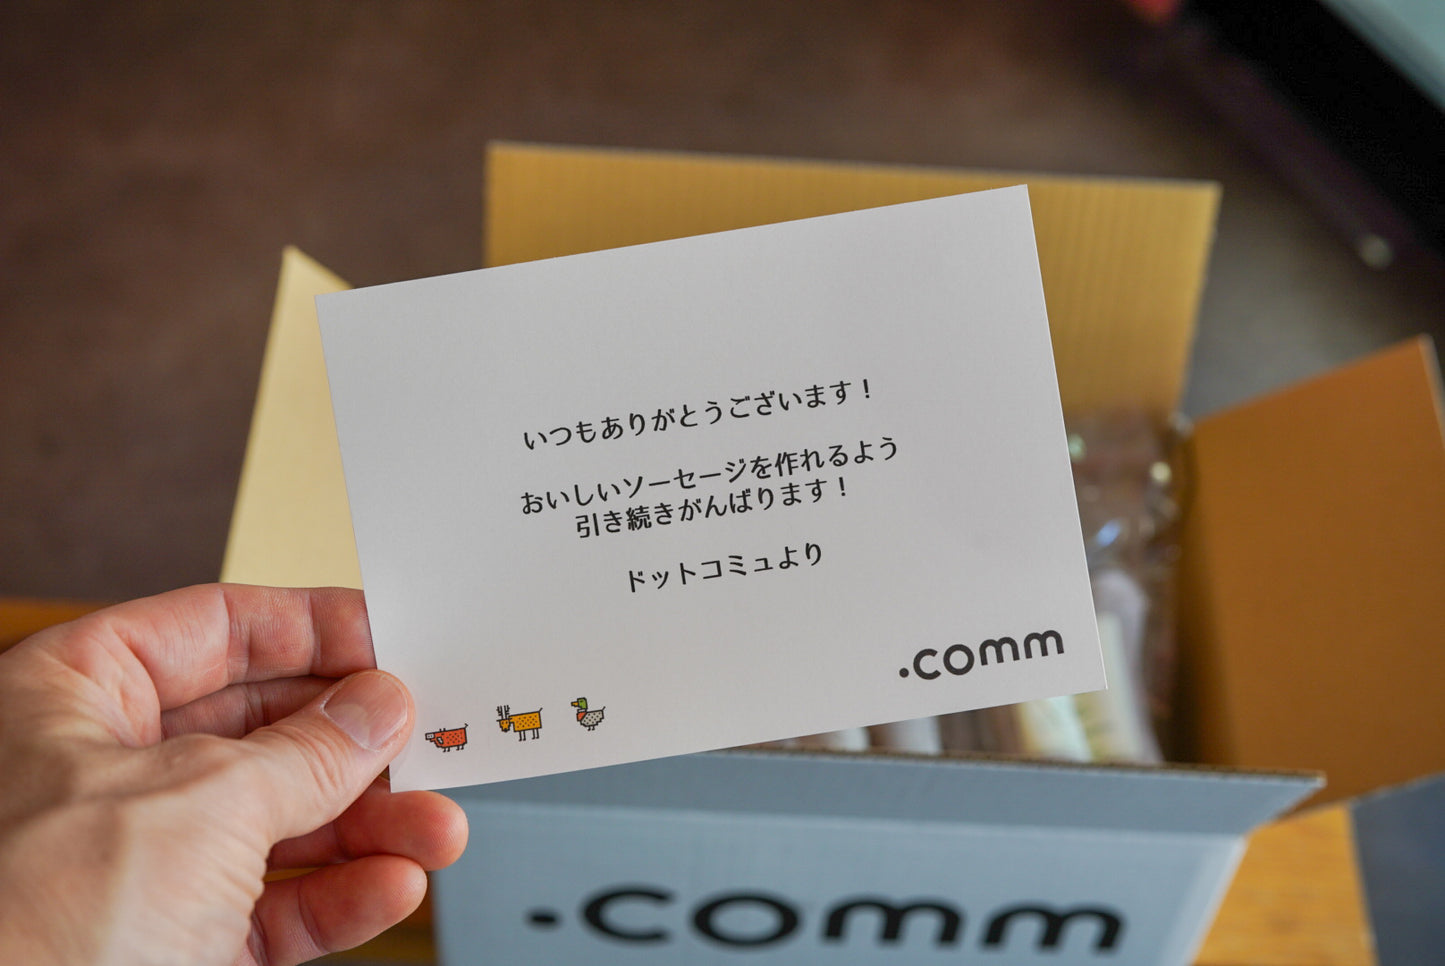 いつもありがとうございます！
おいしいソーセージを作れるよう
引き続きがんばります！
ドットコミュより
.comm
.comm